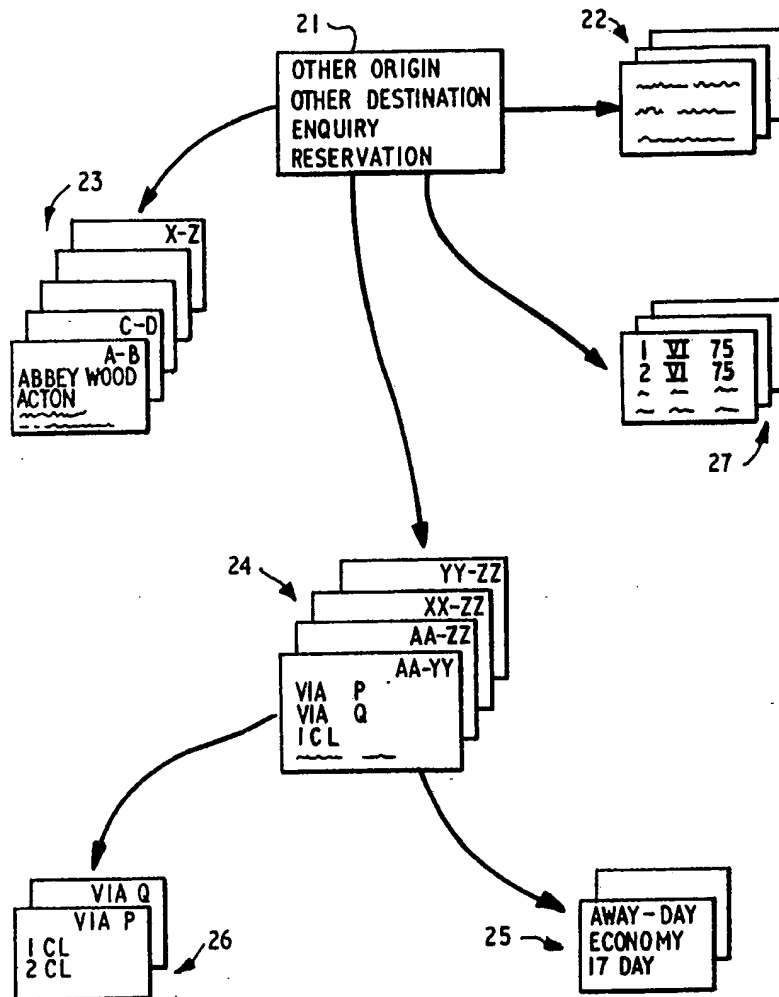 21
OTHER ORIGIN
OTHER DESTINATION
ENQUIRY
RESERVATION
22
23
X-Z
C-D
A-B
ABBEY WOOD
ACTON
1 VI 75
2 VI 75
27
24
YY-ZZ
XX-ZZ
AA-ZZ
AA-YY
VIA P
VIA Q
1 CL
VIA Q
VIA P
1 CL
2 CL
26
25
AWAY-DAY
ECONOMY
17 DAY